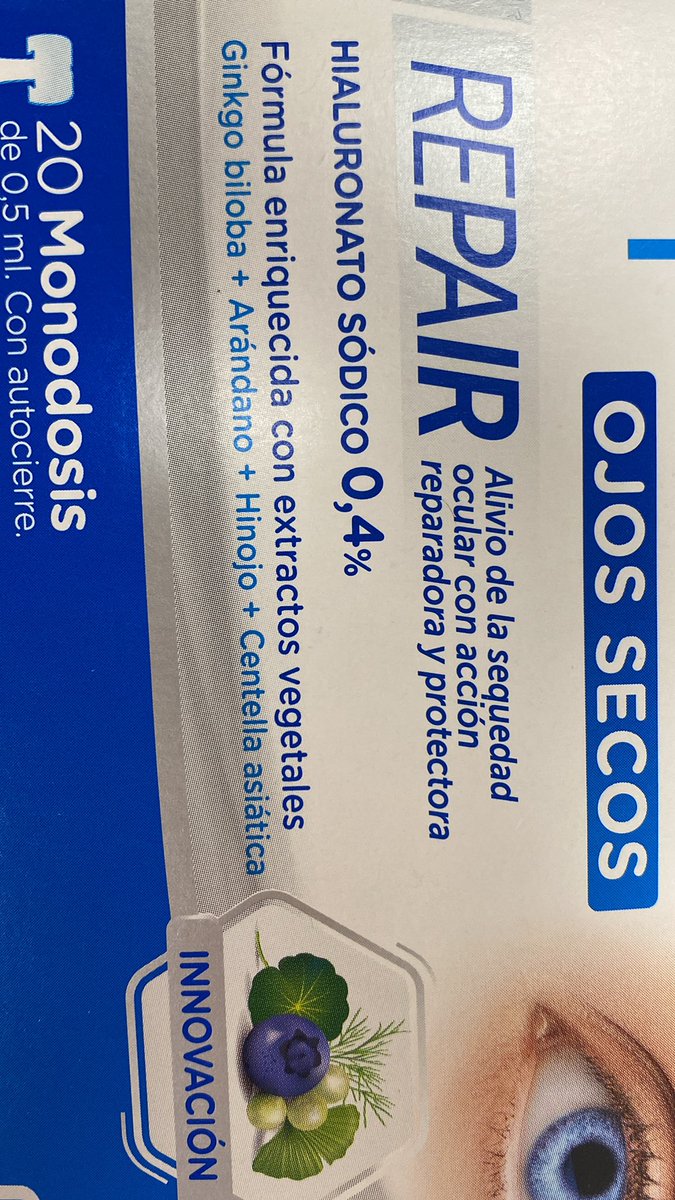 OJOS SECOS
REPAIR
Alivio de la sequedad
ocular con acción
reparadora y protectora
HIALURONATO SÓDICO 0,4%
Fórmula enriquecida con extractos vegetales
Ginkgo biloba + Arándano + Hinojo + Centella asiática
INNOVACIÓN
20 Monodosis
de 0,5 ml. Con autocierre.